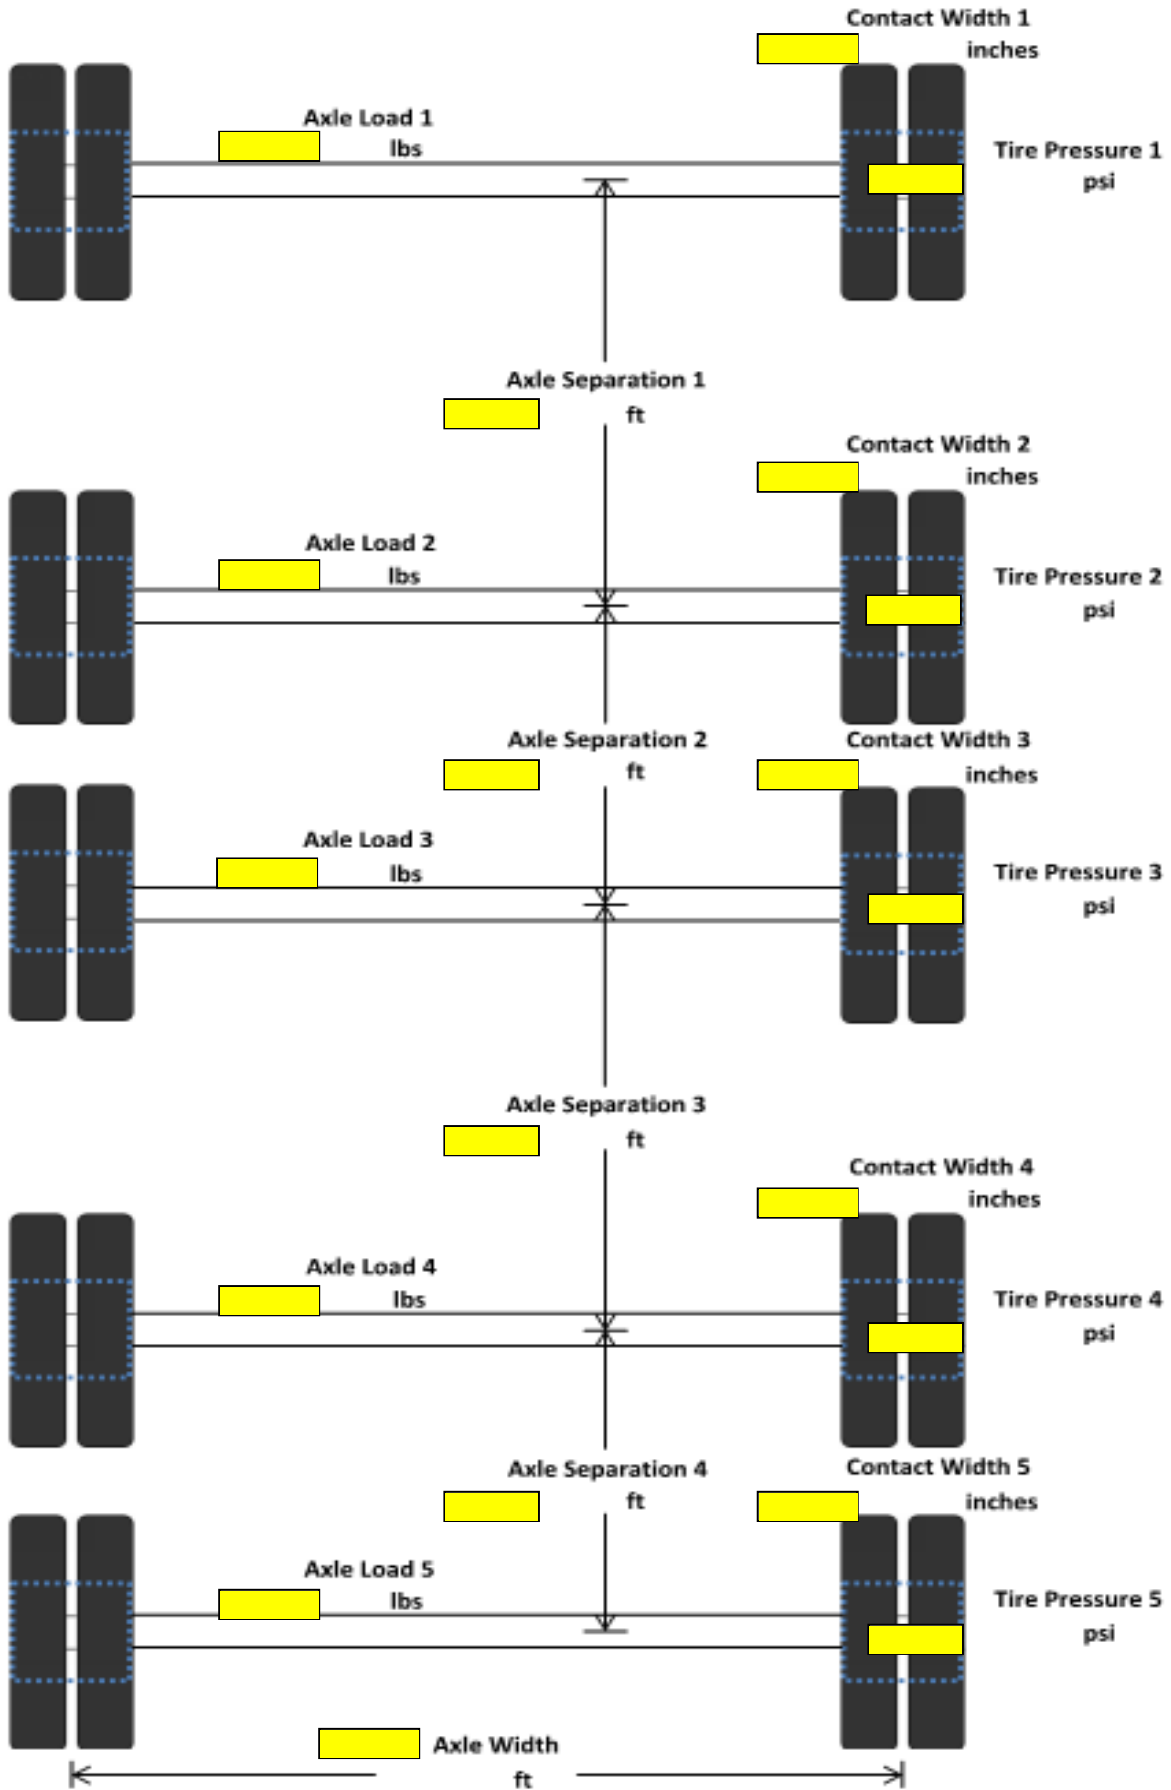 Contact Width 1
inches
Axle Load 1
lbs
Tire Pressure 1
psi
Axle Separation 1
ft
Contact Width 2
inches
Axle Load 2
lbs
Tire Pressure 2
psi
Axle Separation 2
ft
Contact Width 3
inches
Axle Load 3
lbs
Tire Pressure 3
psi
Axle Separation 3
ft
Contact Width 4
inches
Axle Load 4
lbs
Tire Pressure 4
psi
Axle Separation 4
ft
Contact Width 5
inches
Axle Load 5
lbs
Tire Pressure 5
psi
Axle Width
ft